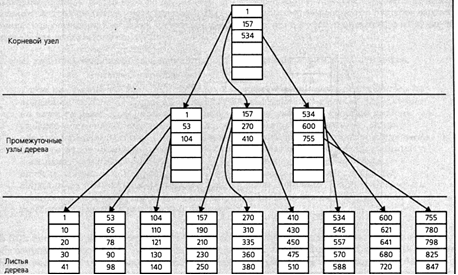 1
157
Корневой узел
534
1 157 534
53 270 600
Промежуточные
104 410 755
узлы дерева
1 53 104 157 270 410 534 600 755
10 65 110 190 310 430 545 621 780
20 78 121 210 335 450 557 641 798
Листья
30 90 130 230 360 475 570 680 825
дерева
41 98 140 250 380 510 588 720 847